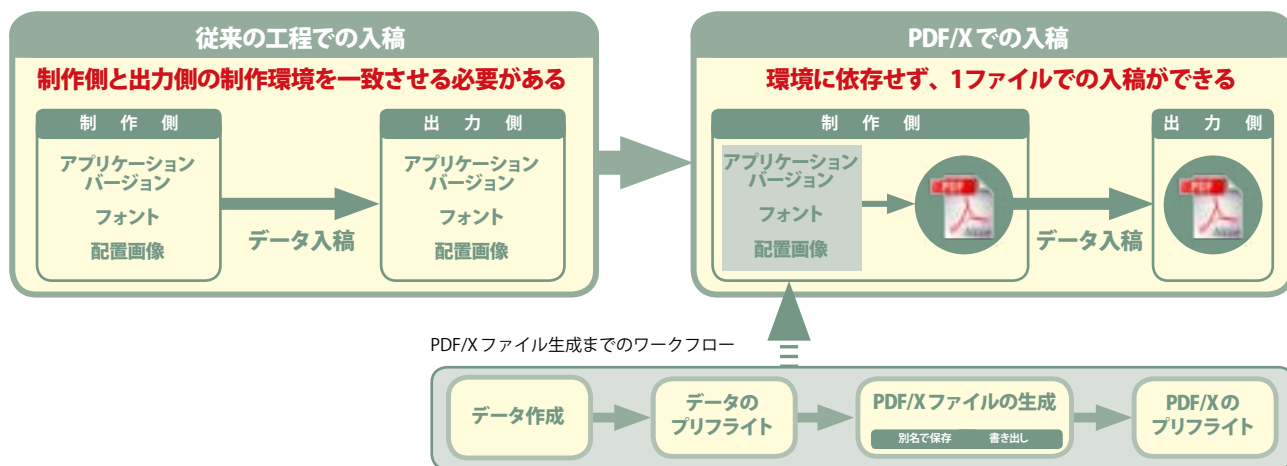 従来の工程での入稿
制作側と出力側の制作環境を一致させる必要がある
制作側
アプリケーション
バージョン
フォント
配置画像
データ入稿
出力側
アプリケーション
バージョン
フォント
配置画像
PDF/Xでの入稿
環境に依存せず、1ファイルでの入稿ができる
制作側
アプリケーション
バージョン
フォント
配置画像
PDF
Adobe
データ入稿
出力側
PDF
Adobe
PDF/Xファイル生成までのワークフロー
データ作成
データの
プリフライト
PDF/Xファイルの生成
別名で保存 書き出し
PDF/Xの
プリフライト